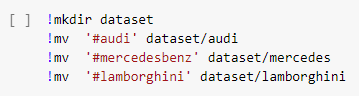 [ ] !mkdir dataset
!mv '#audi' dataset/audi
!mv '#mercedesbenz' dataset/mercedes
!mv '#lamborghini' dataset/lamborghini